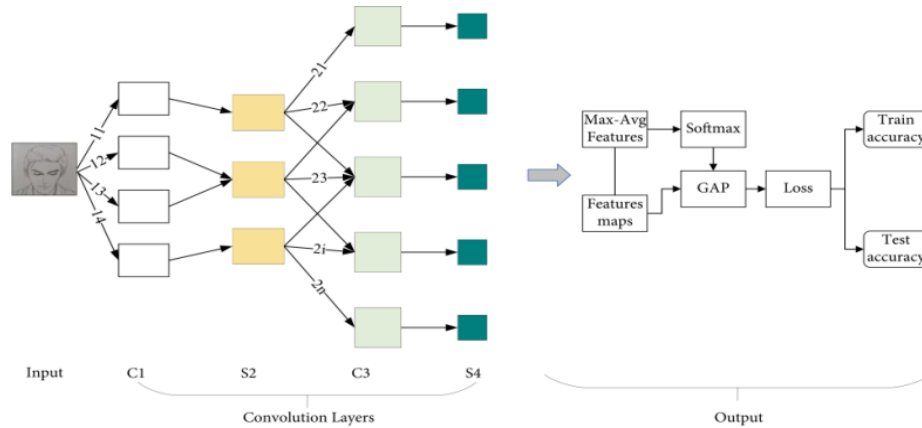 11
12
13
14
21
22
23
2i
2n
Input
C1
S2
C3
S4
Convolution Layers
Max-Avg
Features
Softmax
Features
maps
GAP
Loss
Train
accuracy
Test
accuracy
Output